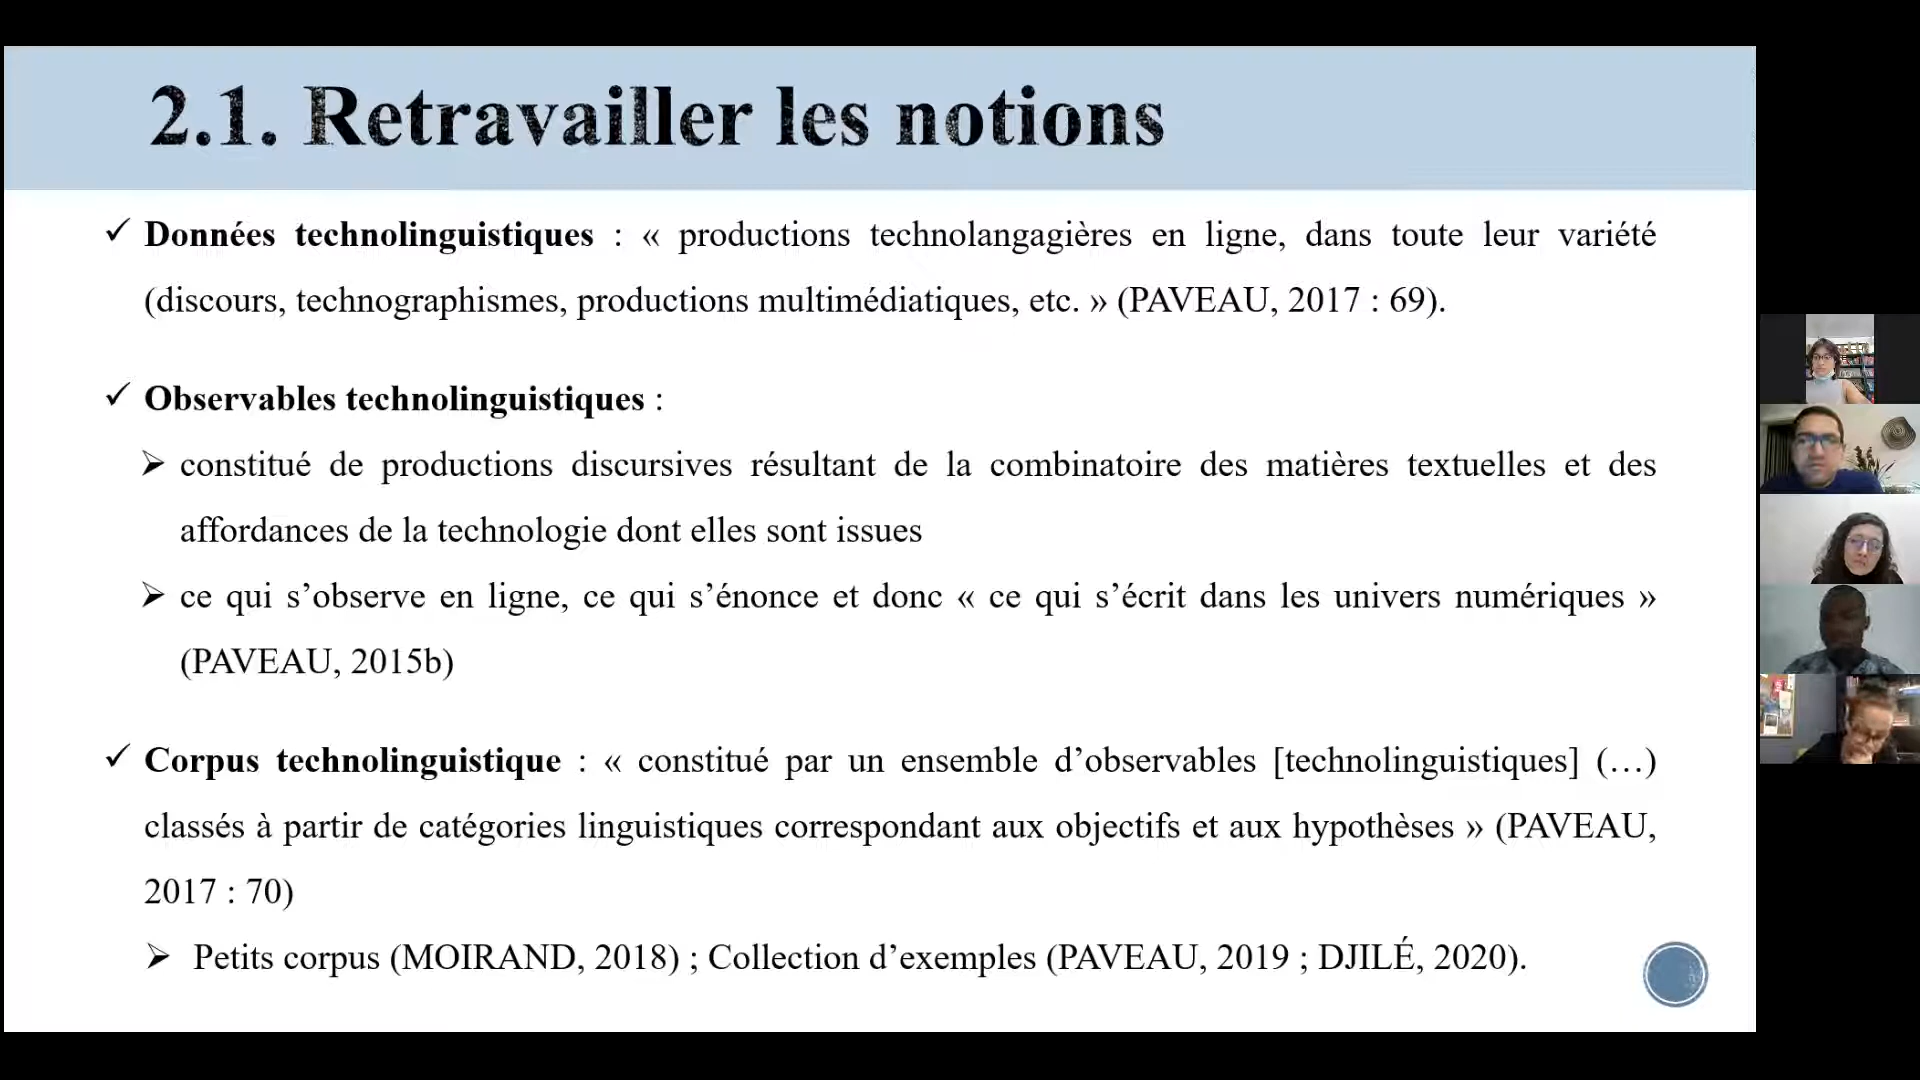 2.1. Retravailler les notions
✓ Données technolinguistiques : « productions technolangagières en ligne, dans toute leur variété
(discours, technographismes, productions multimédiatiques, etc. » (PAVEAU, 2017 : 69).
✓ Observables technolinguistiques :
➢ constitué de productions discursives résultant de la combinatoire des matières textuelles et des
affordances de la technologie dont elles sont issues
➢ ce qui s’observe en ligne, ce qui s’énonce et donc « ce qui s’écrit dans les univers numériques »
(PAVEAU, 2015b)
✓ Corpus technolinguistique : « constitué par un ensemble d’observables [technolinguistiques] (…)
classés à partir de catégories linguistiques correspondant aux objectifs et aux hypothèses » (PAVEAU,
2017 : 70)
➢ Petits corpus (MOIRAND, 2018) ; Collection d’exemples (PAVEAU, 2019 ; DJILÉ, 2020).